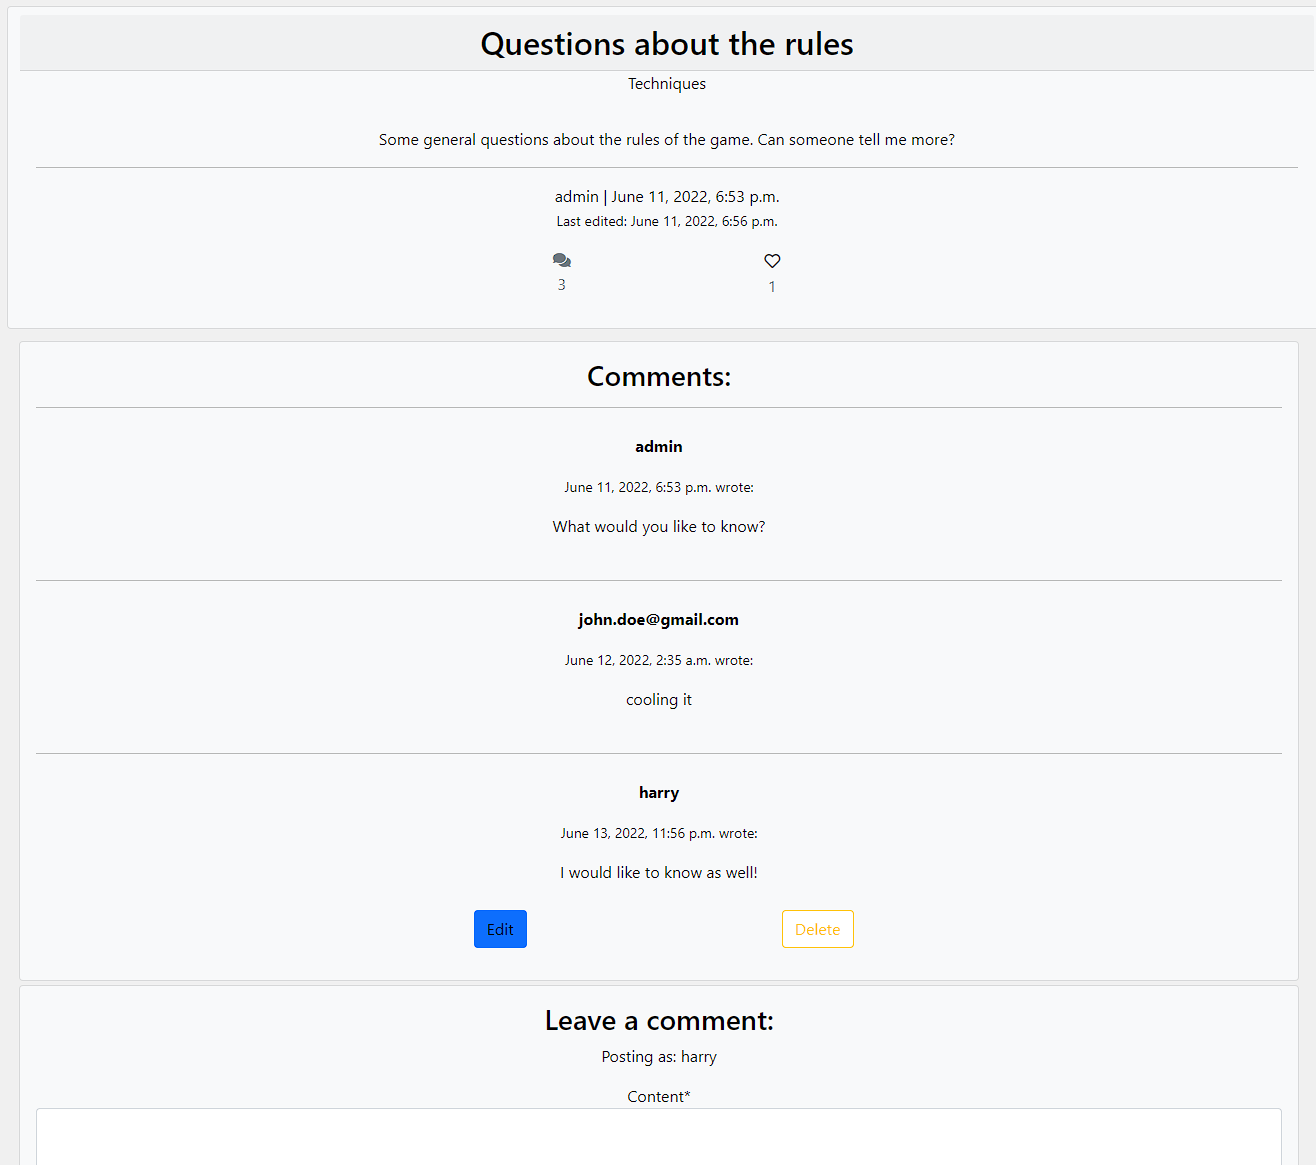 Questions about the rules
Techniques
Some general questions about the rules of the game. Can someone tell me more?
admin | June 11, 2022, 6:53 p.m.
Last edited: June 11, 2022, 6:56 p.m.
3 1
Comments:
admin
June 11, 2022, 6:53 p.m. wrote:
What would you like to know?
john.doe@gmail.com
June 12, 2022, 2:35 a.m. wrote:
cooling it
harry
June 13, 2022, 11:56 p.m. wrote:
I would like to know as well!
Edit Delete
Leave a comment:
Posting as: harry
Content*